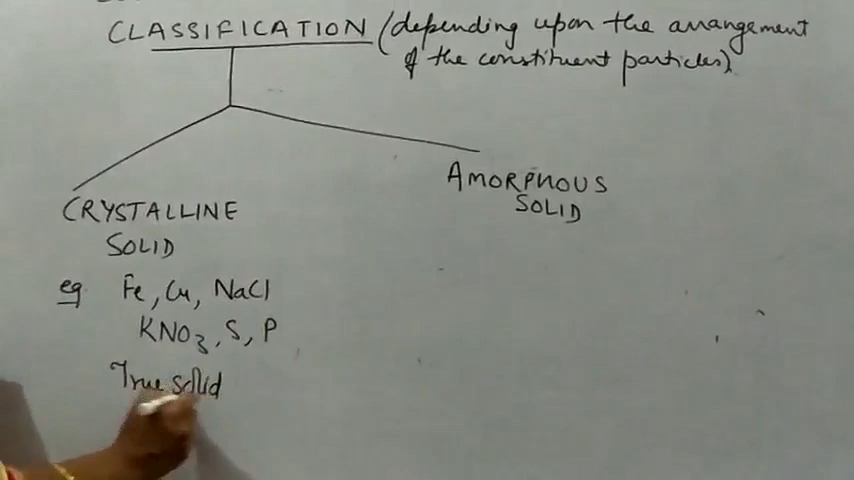 CLASSIFICATION (depending upon the arrangement
of the constituent particles)
CRYSTALLINE
SOLID
eg Fe, Cu, NaCl
KNO3, S, P
True solid
AMORPHOUS
SOLID